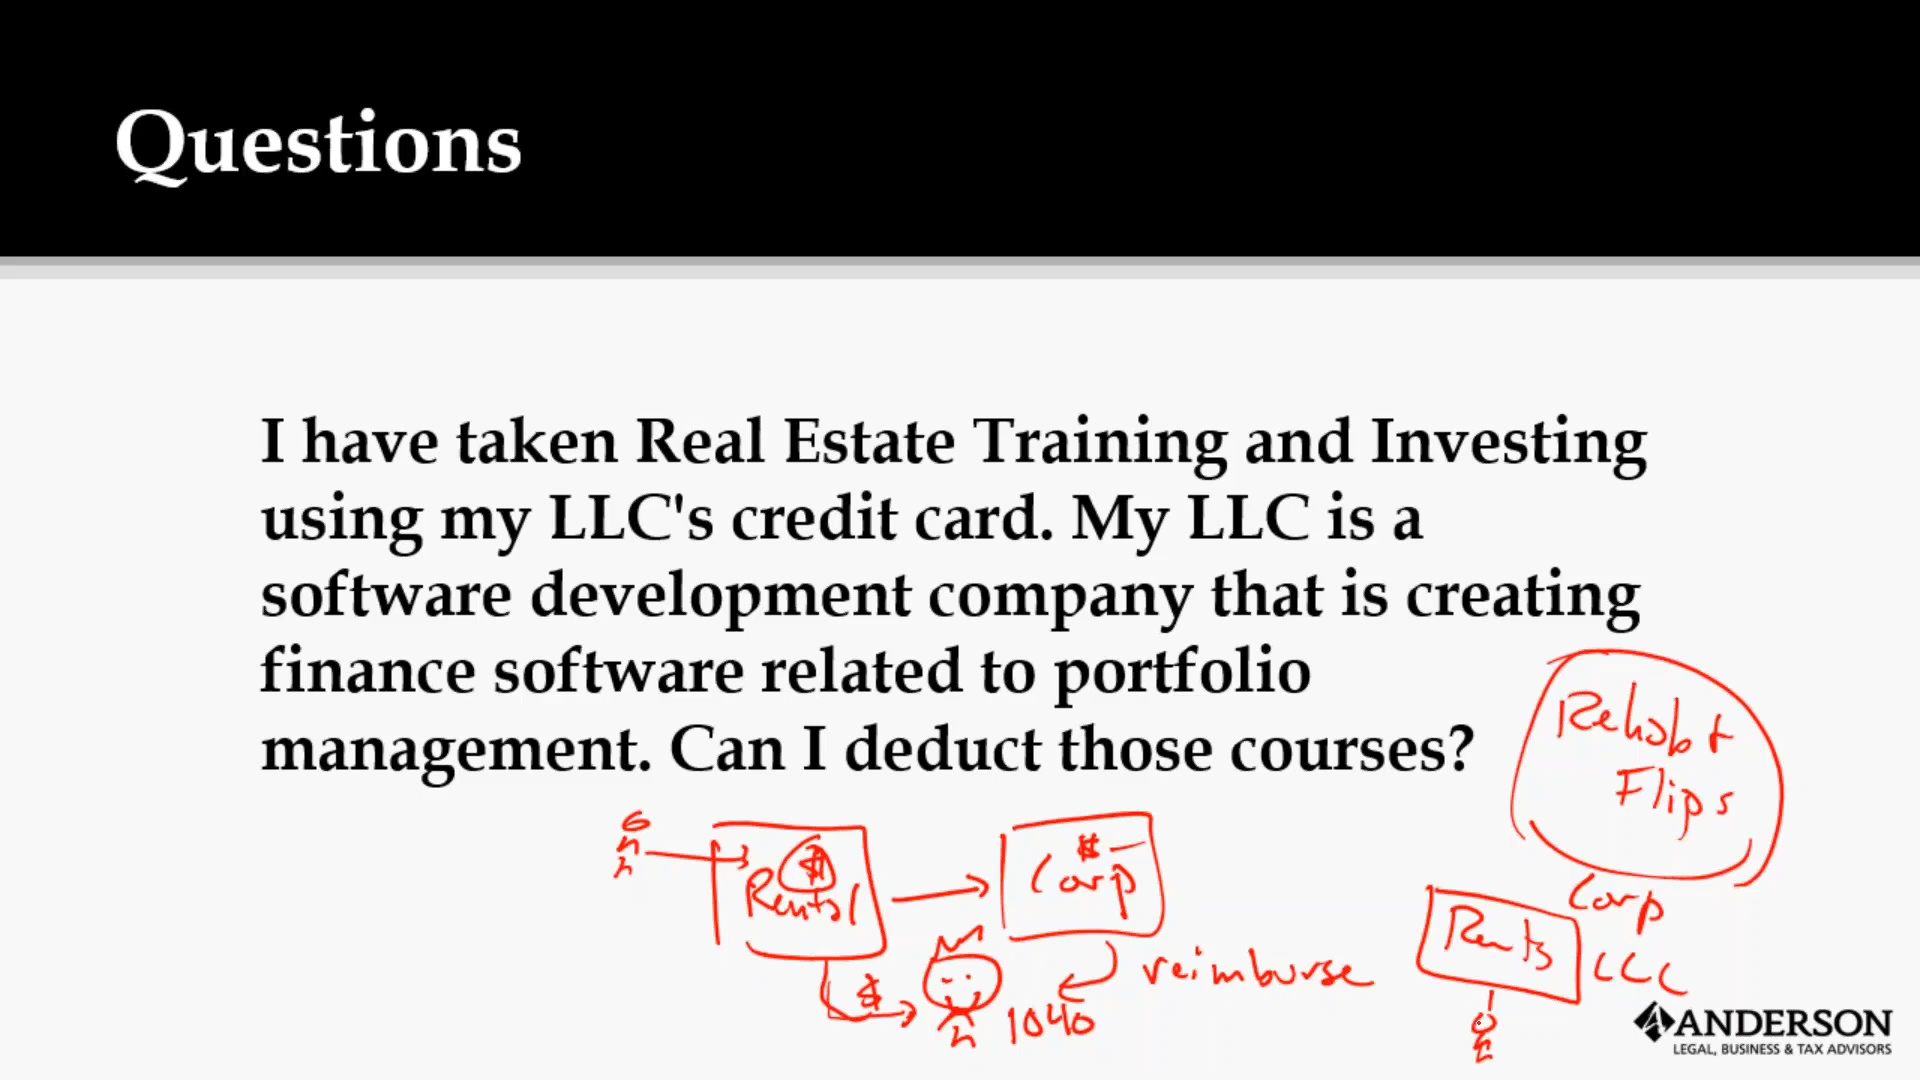 Questions
I have taken Real Estate Training and Investing
using my LLC's credit card. My LLC is a
software development company that is creating
finance software related to portfolio
management. Can I deduct those courses?
Rehab +
Flips
Corp
$
Rental
$
Corp
Rents
LLC
reimburse
$
1040
ANDERSON
LEGAL, BUSINESS & TAX ADVISORS